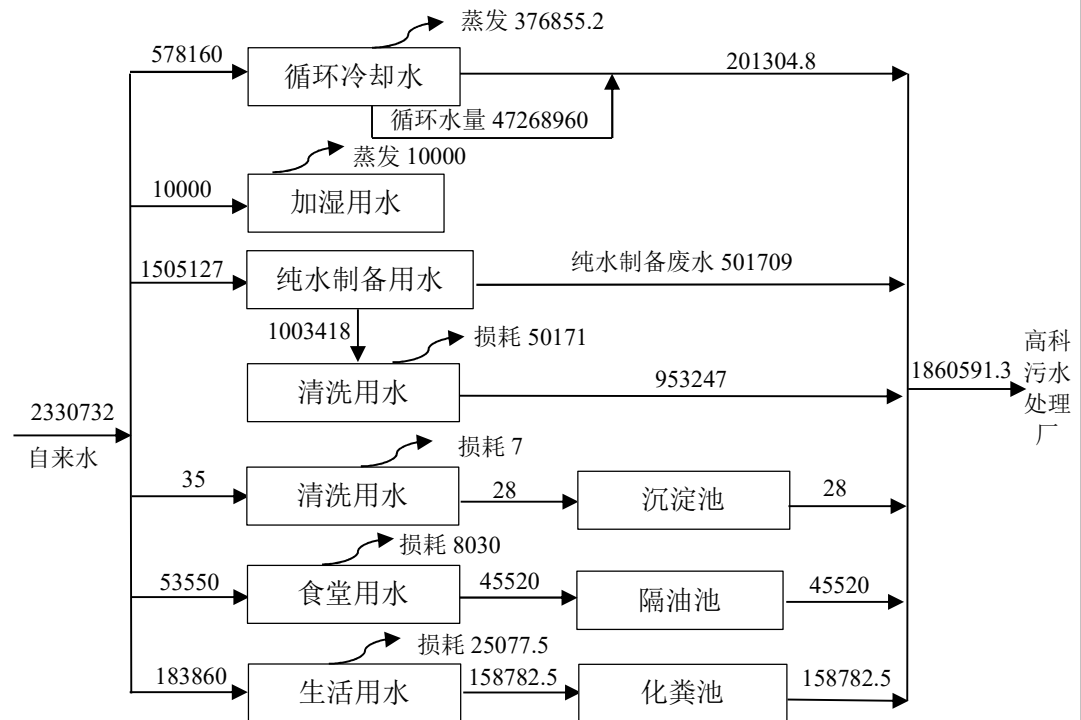 蒸发 376855.2
578160
循环冷却水
201304.8
循环水量 47268960
蒸发 10000
10000
加湿用水
1505127
纯水制备用水
纯水制备废水 501709
1003418
损耗 50171
清洗用水
953247
1860591.3
高科
污水
处理
厂
2330732
自来水
损耗 7
35
清洗用水
28
沉淀池
28
损耗 8030
53550
食堂用水
45520
隔油池
45520
损耗 25077.5
183860
生活用水
158782.5
化粪池
158782.5